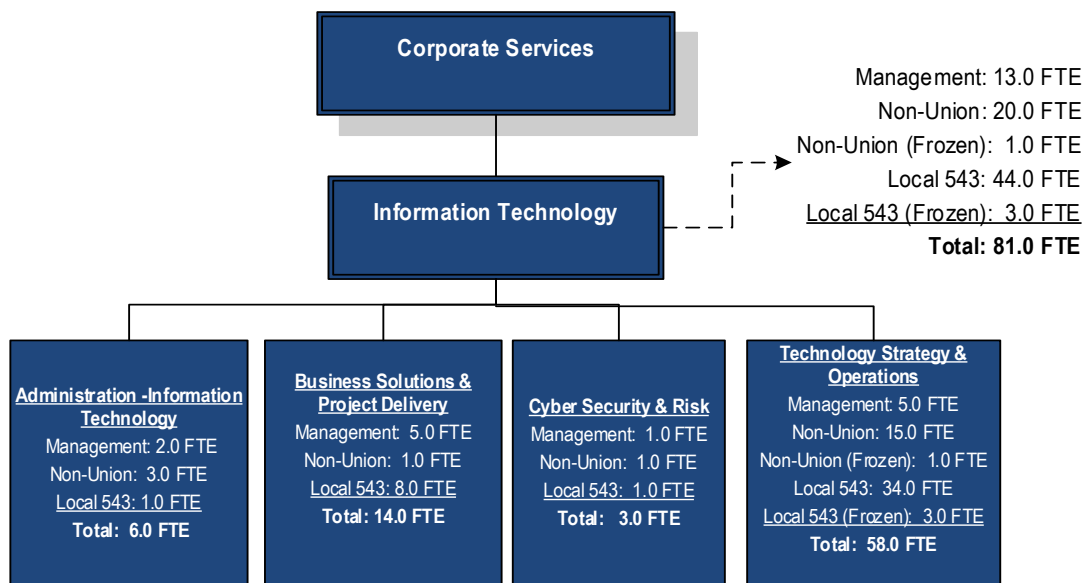 Corporate Services
Management: 13.0 FTE
Non-Union: 20.0 FTE
Non-Union (Frozen): 1.0 FTE
Local 543: 44.0 FTE
Local 543 (Frozen): 3.0 FTE
Total: 81.0 FTE
Information Technology
Administration -Information
Technology
Management: 2.0 FTE
Non-Union: 3.0 FTE
Local 543: 1.0 FTE
Total: 6.0 FTE
Business Solutions &
Project Delivery
Management: 5.0 FTE
Non-Union: 1.0 FTE
Local 543: 8.0 FTE
Total: 14.0 FTE
Cyber Security & Risk
Management: 1.0 FTE
Non-Union: 1.0 FTE
Local 543: 1.0 FTE
Total: 3.0 FTE
Technology Strategy &
Operations
Management: 5.0 FTE
Non-Union: 15.0 FTE
Non-Union (Frozen): 1.0 FTE
Local 543: 34.0 FTE
Local 543 (Frozen): 3.0 FTE
Total: 58.0 FTE